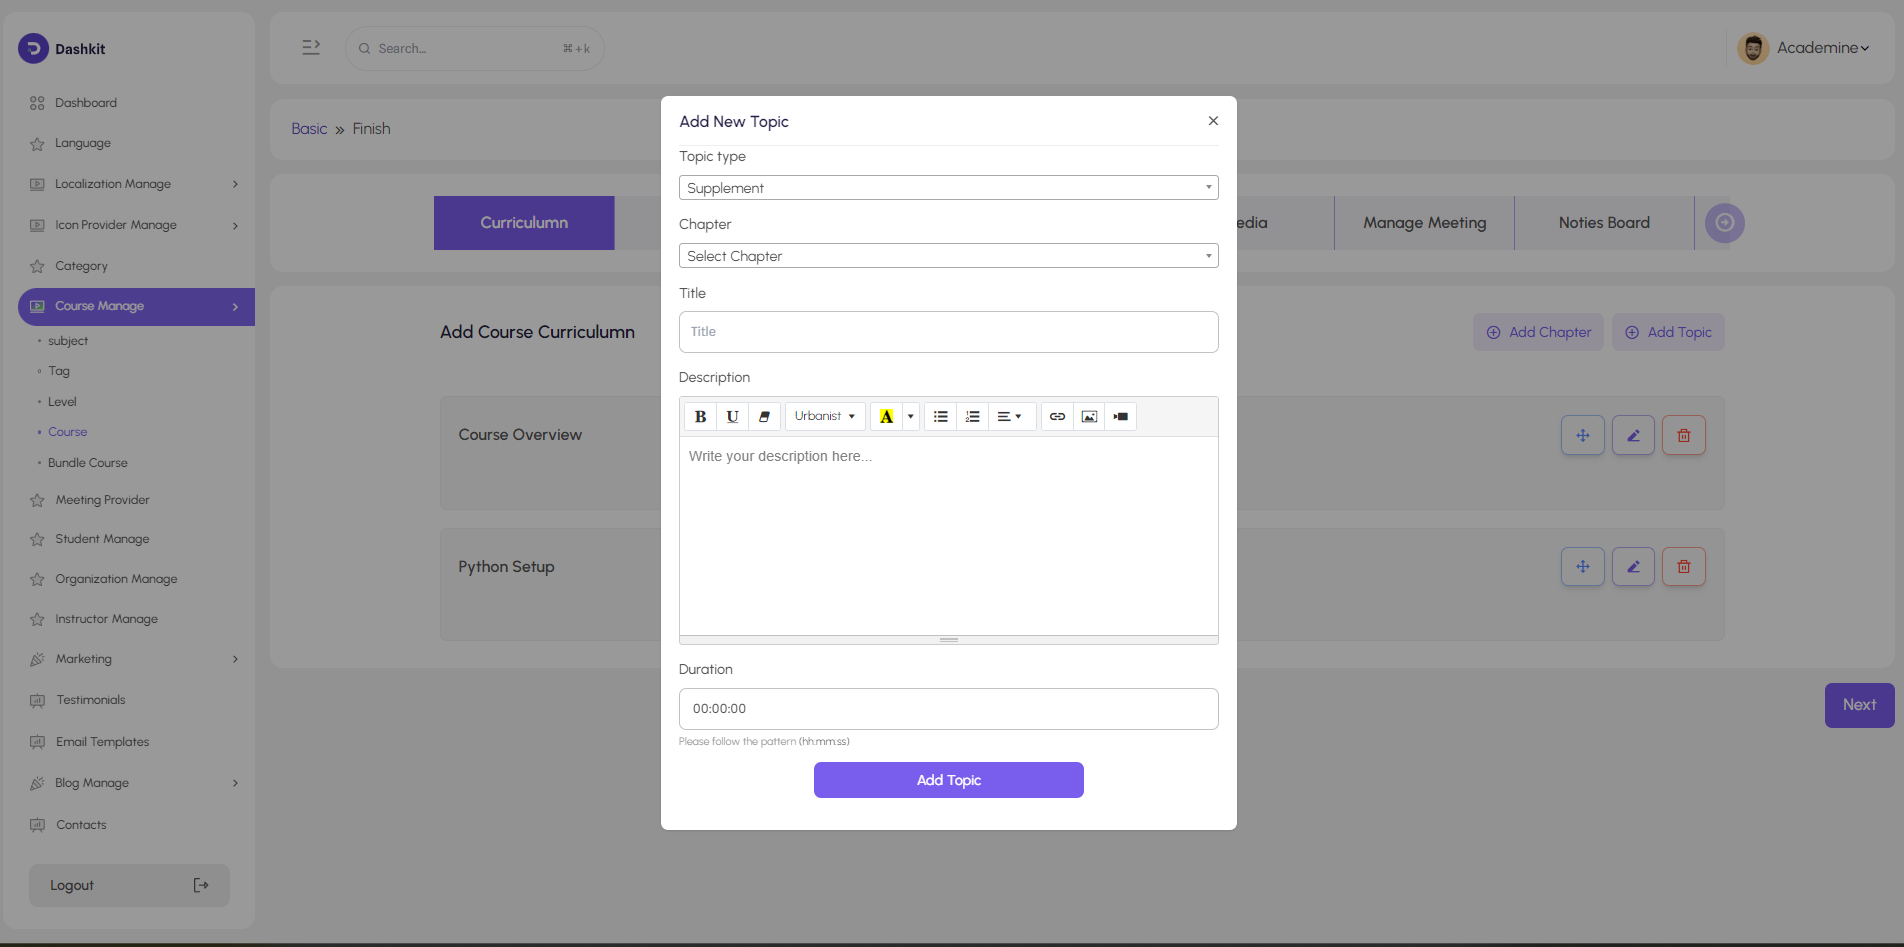 Dashkit
Search...
⌘+k
Academine
Dashboard
Language
Localization Manage
Icon Provider Manage
Category
Course Manage
subject
Tag
Level
Course
Bundle Course
Meeting Provider
Student Manage
Organization Manage
Instructor Manage
Marketing
Testimonials
Email Templates
Blog Manage
Contacts
Logout
Basic » Finish
Curriculumn
edia
Manage Meeting
Noties Board
Add Course Curriculumn
Add Chapter
Add Topic
Course Overview
Python Setup
Next
Add New Topic
×
Topic type
Supplement
Chapter
Select Chapter
Title
Title
Description
B U Urbanist A
Write your description here...
Duration
00:00:00
Please follow the pattern (hh:mm:ss)
Add Topic